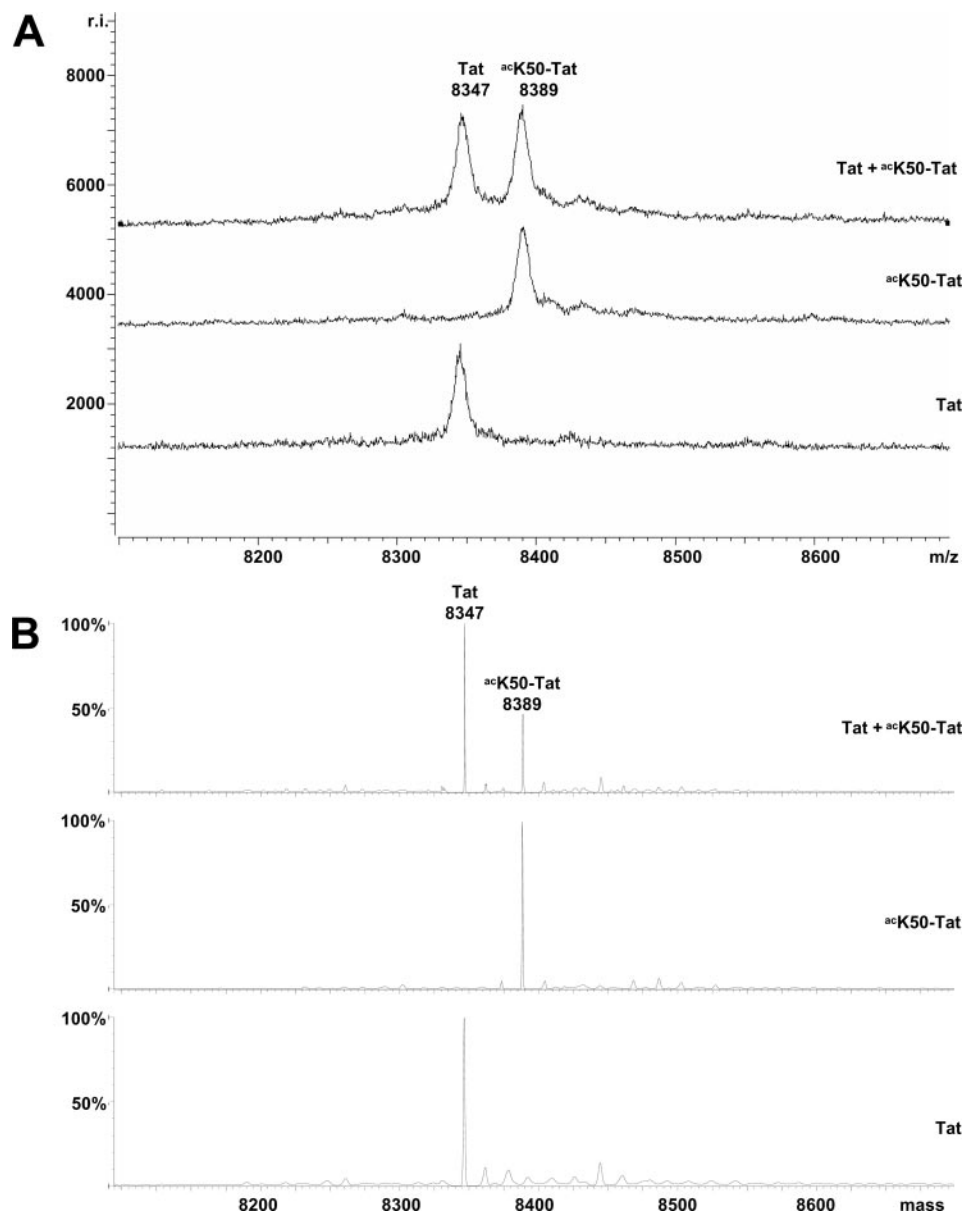 A
r.i.
8000
6000
4000
2000
Tat
8347
acK50-Tat
8389
Tat + acK50-Tat
acK50-Tat
Tat
8200 8300 8400 8500 8600 m/z
B
Tat
8347
100%
acK50-Tat
8389
50%
Tat + acK50-Tat
100%
50%
acK50-Tat
100%
50%
Tat
8200 8300 8400 8500 8600 mass